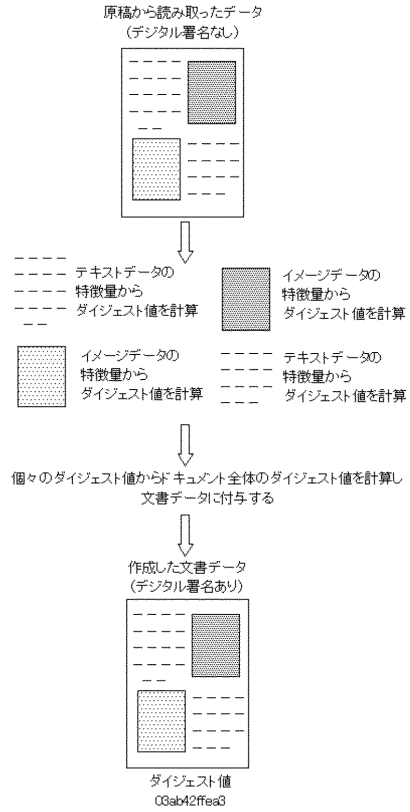 原稿から読み取ったデータ
(デジタル署名なし)
テキストデータの
特徴量から
ダイジェスト値を計算
イメージデータの
特徴量から
ダイジェスト値を計算
イメージデータの
特徴量から
ダイジェスト値を計算
テキストデータの
特徴量から
ダイジェスト値を計算
個々のダイジェスト値からドキュメント全体のダイジェスト値を計算し
文書データに付与する
作成した文書データ
(デジタル署名あり)
ダイジェスト値
03ab42ffea3